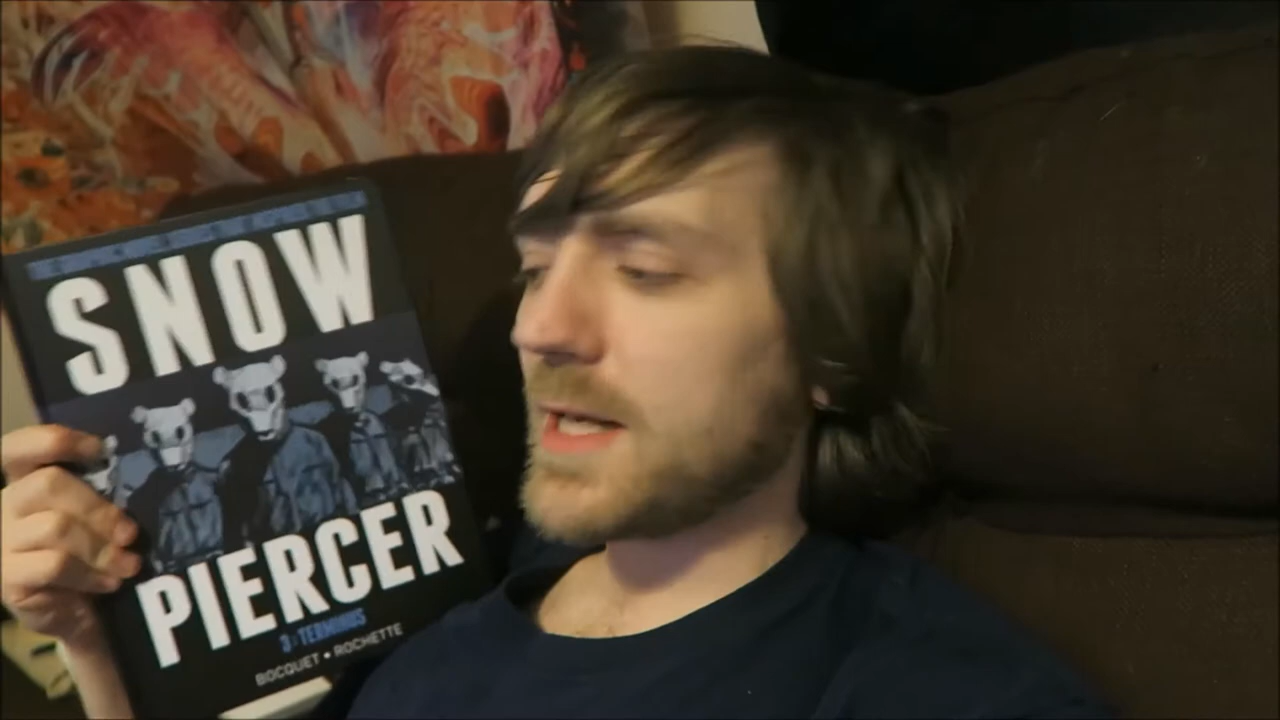 SNOW
PIERCER
3: TERMINUS
BOCQUET • ROCHETTE